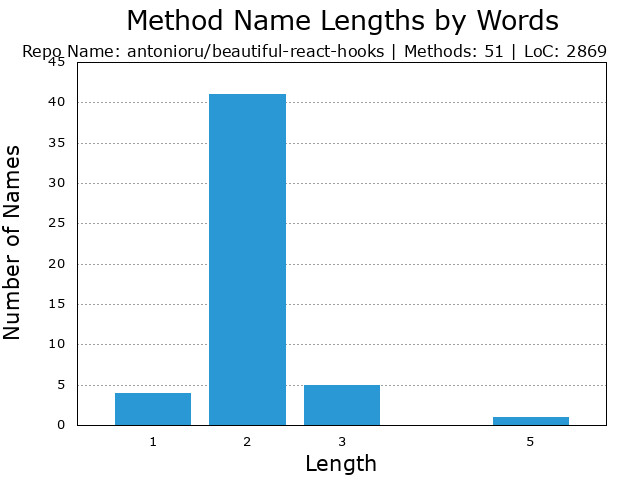 Method Name Lengths by Words
Repo Name: antonioru/beautiful-react-hooks | Methods: 51 | LoC: 2869
45
40
35
30
25
20
15
10
5
0
Number of Names
1 2 3 5
Length